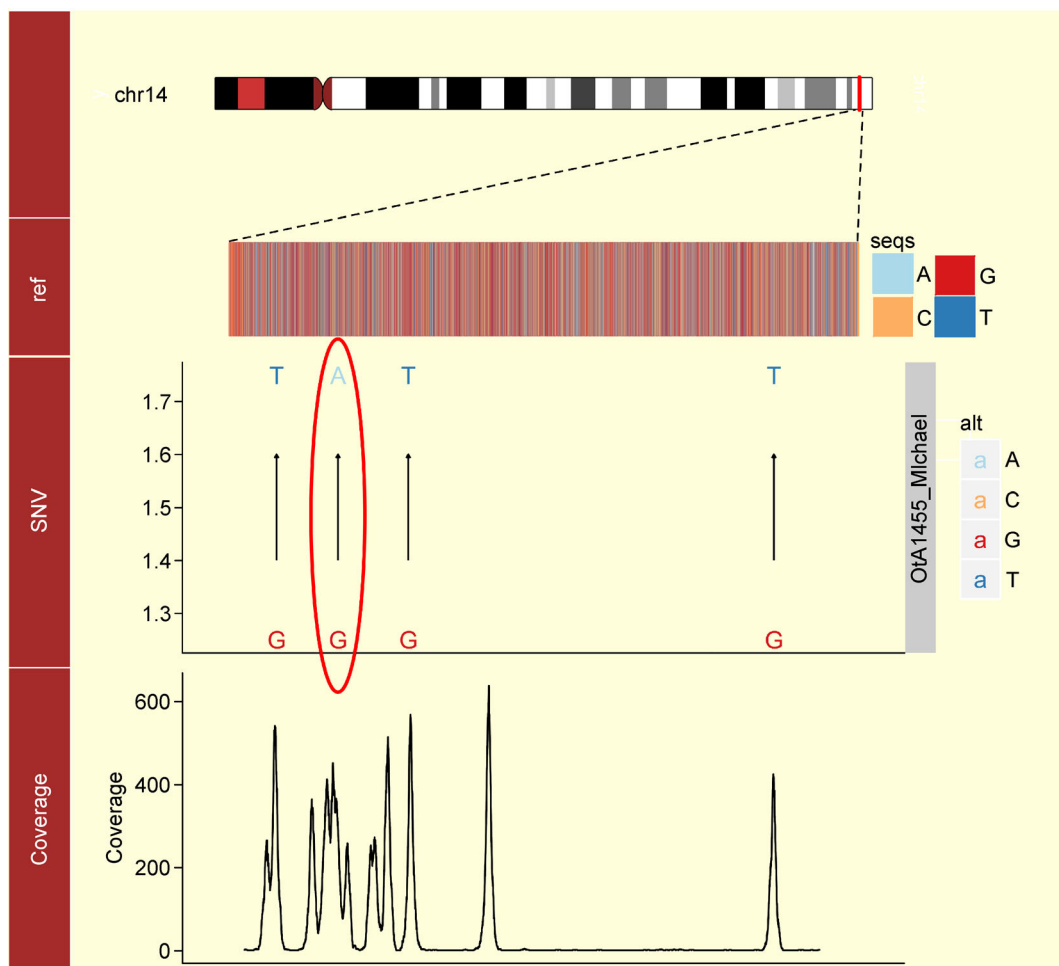 chr14
ref
seqs
A G
C T
SNV
T A T T
1.7
1.6
1.5
1.4
1.3
G G G G
OtA1455_MIchael
alt
a A
a C
a G
a T
Coverage
Coverage
600
400
200
0